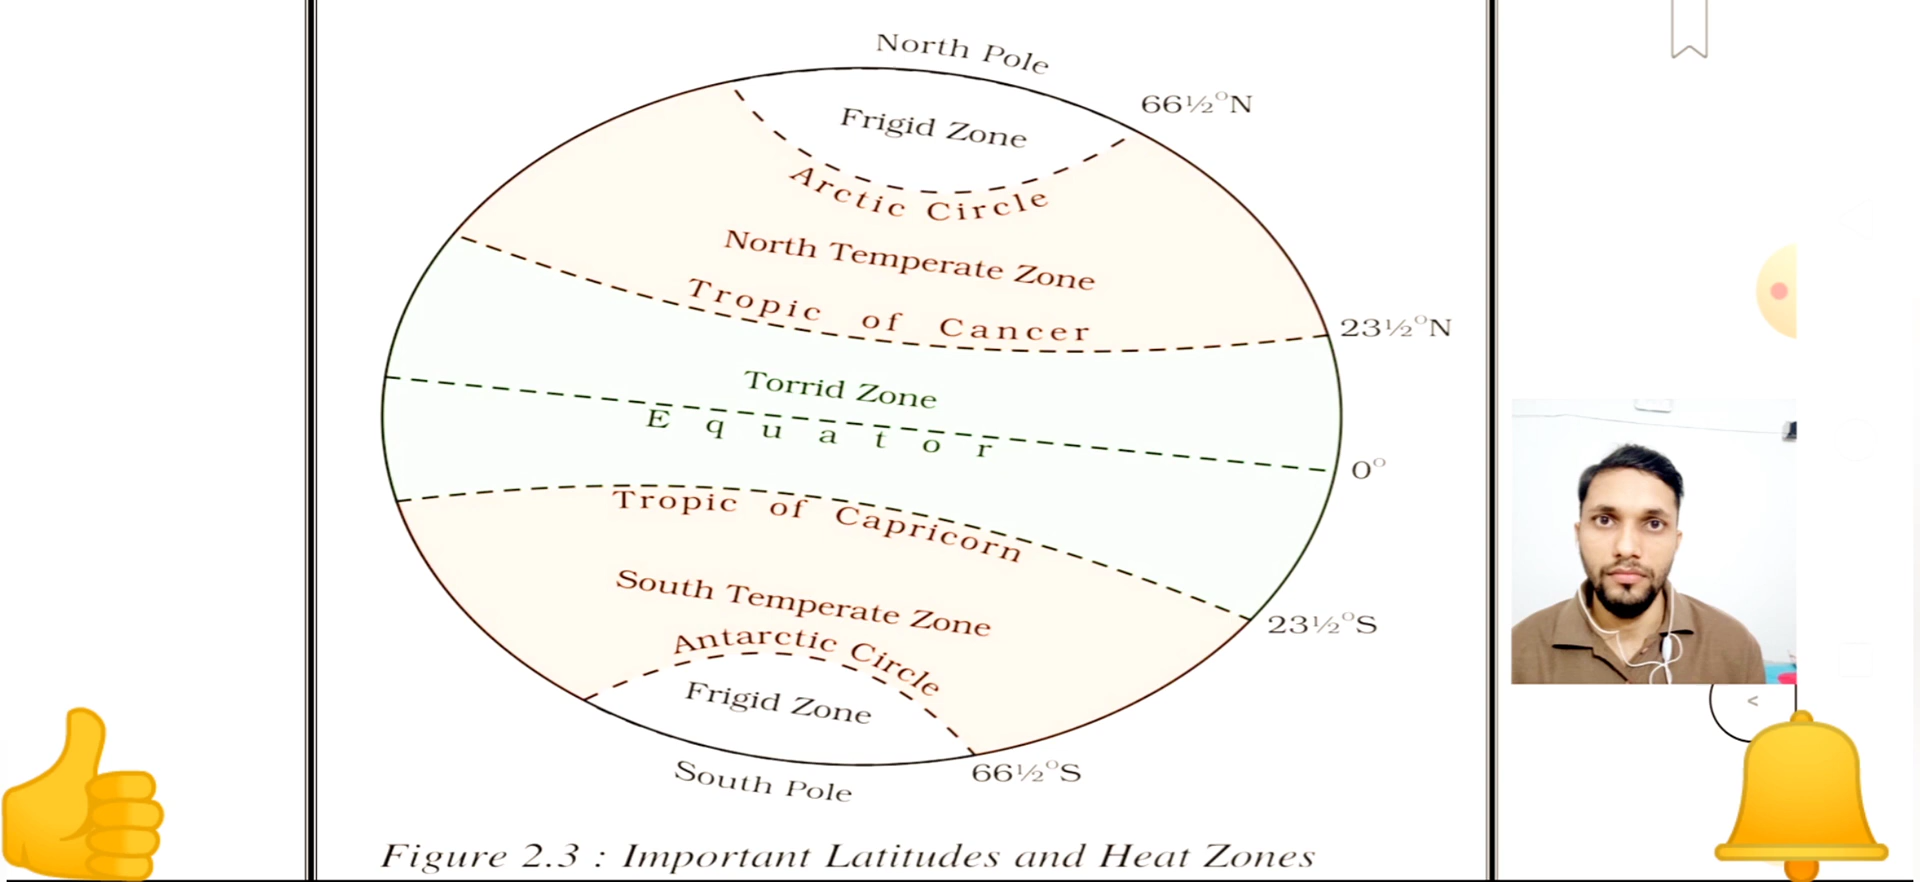 North Pole
66½°N
Frigid Zone
Arctic Circle
North Temperate Zone
Tropic of Cancer
23½°N
Torrid Zone
Equator
0°
Tropic of Capricorn
South Temperate Zone
23½°S
Antarctic Circle
Frigid Zone
66½°S
South Pole
<
Figure 2.3 : Important Latitudes and Heat Zones